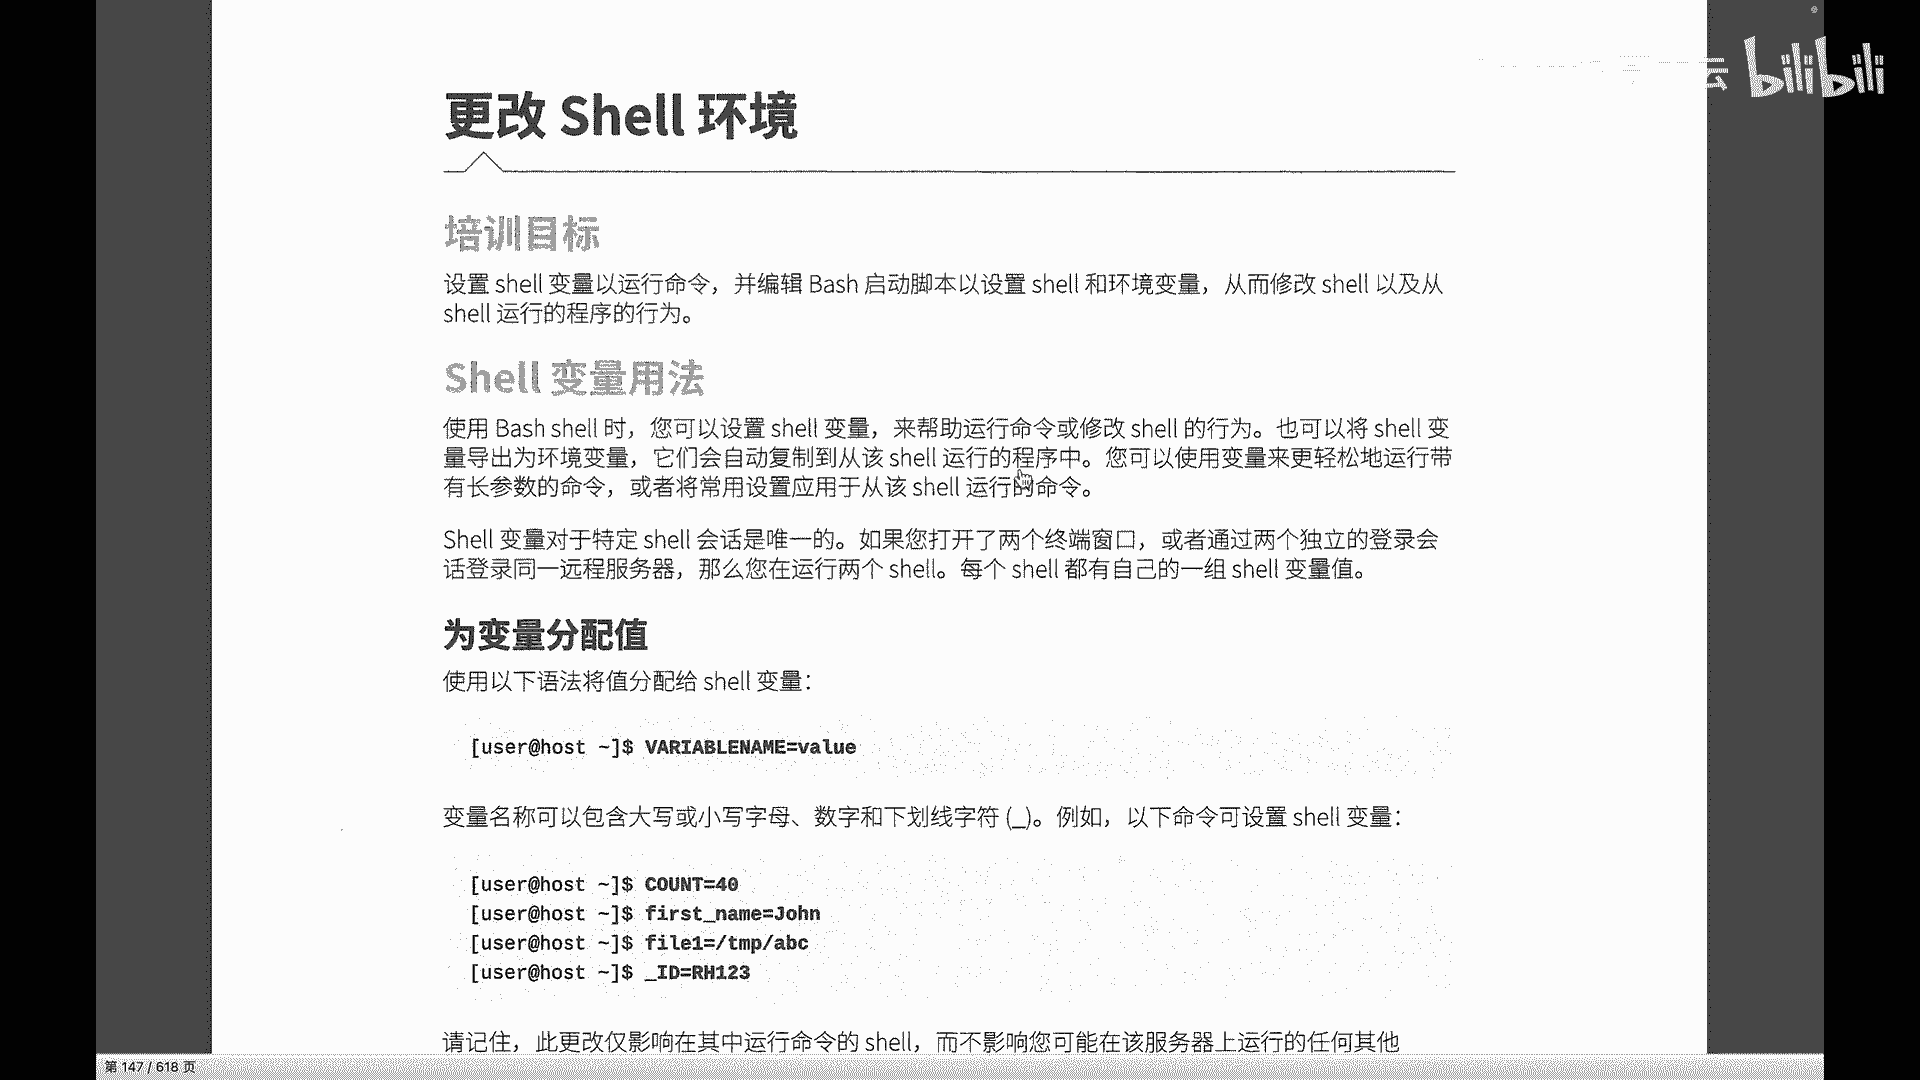 云 bilibili
更改 Shell 环境
培训目标
设置 shell 变量以运行命令，并编辑 Bash 启动脚本以设置 shell 和环境变量，从而修改 shell 以及从
shell 运行的程序的行为。
Shell 变量用法
使用 Bash shell 时，您可以设置 shell 变量，来帮助运行命令或修改 shell 的行为。也可以将 shell 变
量导出为环境变量，它们会自动复制到从该 shell 运行的程序中。您可以使用变量来更轻松地运行带
有长参数的命令，或者将常用设置应用于从该 shell 运行的命令。
Shell 变量对于特定 shell 会话是唯一的。如果您打开了两个终端窗口，或者通过两个独立的登录会
话登录同一远程服务器，那么您在运行两个 shell。每个 shell 都有自己的一组 shell 变量值。
为变量分配值
使用以下语法将值分配给 shell 变量：
[user@host ~]$ VARIABLENAME=value
变量名称可以包含大写或小写字母、数字和下划线字符 (_)。例如，以下命令可设置 shell 变量：
[user@host ~]$ COUNT=40
[user@host ~]$ first_name=John
[user@host ~]$ file1=/tmp/abc
[user@host ~]$ _ID=RH123
请记住，此更改仅影响在其中运行命令的 shell，而不影响您可能在该服务器上运行的任何其他
第 147 / 618 页